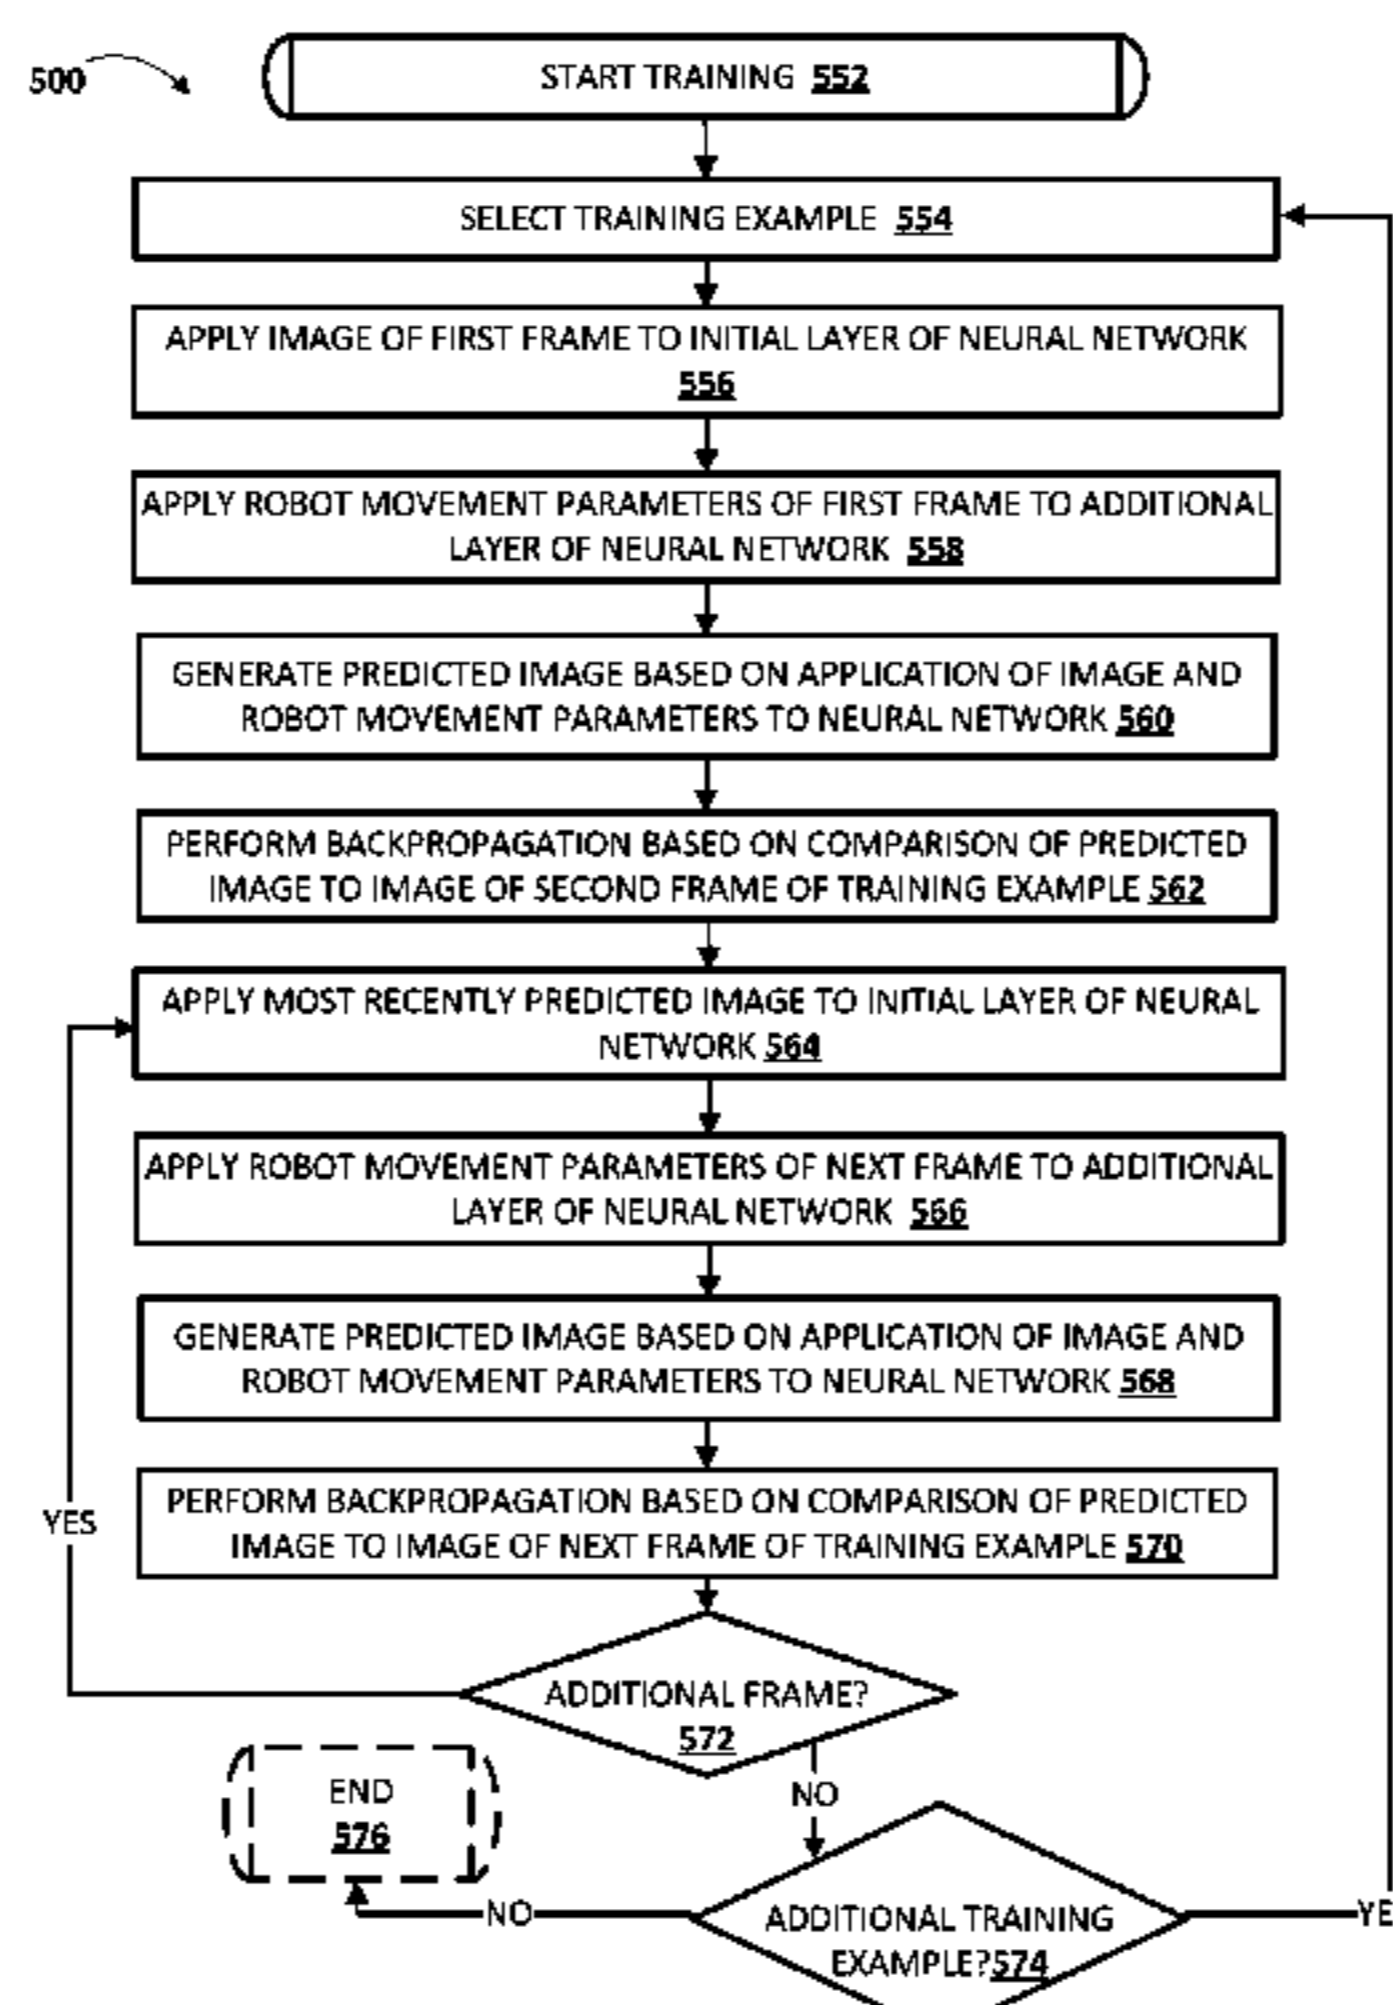 500
START TRAINING 552
SELECT TRAINING EXAMPLE 554
APPLY IMAGE OF FIRST FRAME TO INITIAL LAYER OF NEURAL NETWORK
556
APPLY ROBOT MOVEMENT PARAMETERS OF FIRST FRAME TO ADDITIONAL
LAYER OF NEURAL NETWORK 558
GENERATE PREDICTED IMAGE BASED ON APPLICATION OF IMAGE AND
ROBOT MOVEMENT PARAMETERS TO NEURAL NETWORK 560
PERFORM BACKPROPAGATION BASED ON COMPARISON OF PREDICTED
IMAGE TO IMAGE OF SECOND FRAME OF TRAINING EXAMPLE 562
APPLY MOST RECENTLY PREDICTED IMAGE TO INITIAL LAYER OF NEURAL
NETWORK 564
APPLY ROBOT MOVEMENT PARAMETERS OF NEXT FRAME TO ADDITIONAL
LAYER OF NEURAL NETWORK 566
GENERATE PREDICTED IMAGE BASED ON APPLICATION OF IMAGE AND
ROBOT MOVEMENT PARAMETERS TO NEURAL NETWORK 568
PERFORM BACKPROPAGATION BASED ON COMPARISON OF PREDICTED
IMAGE TO IMAGE OF NEXT FRAME OF TRAINING EXAMPLE 570
YES
ADDITIONAL FRAME?
572
NO
END
576
NO
ADDITIONAL TRAINING
EXAMPLE?574
YE